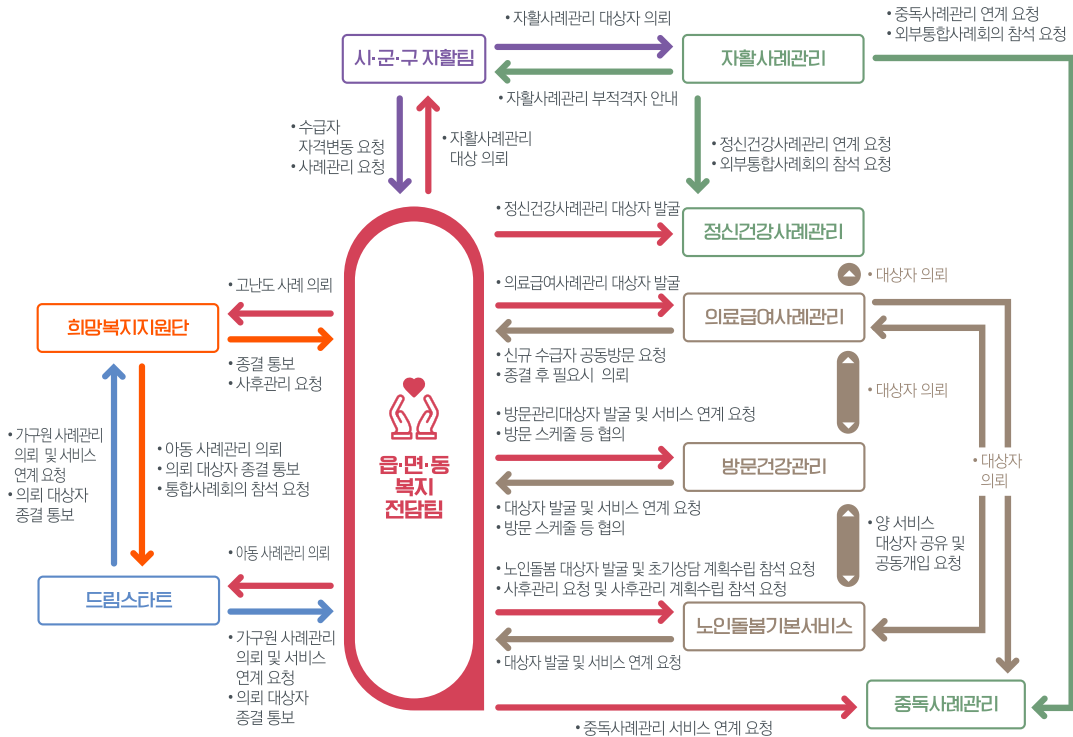 • 자활사례관리 대상자 의뢰
• 중독사례관리 연계 요청
• 외부통합사례회의 참석 요청
시·군·구 자활팀
자활사례관리
• 자활사례관리 부적격자 안내
• 수급자
자격변동 요청
• 사례관리 요청
• 자활사례관리
대상 의뢰
• 정신건강사례관리 연계 요청
• 외부통합사례회의 참석 요청
• 정신건강사례관리 대상자 발굴
정신건강사례관리
• 대상자 의뢰
• 고난도 사례 의뢰
• 의료급여사례관리 대상자 발굴
희망복지지원단
의료급여사례관리
• 종결 통보
• 사후관리 요청
• 신규 수급자 공동방문 요청
• 종결 후 필요시 의뢰
• 대상자 의뢰
• 방문관리대상자 발굴 및 서비스 연계 요청
• 방문 스케줄 등 협의
• 가구원 사례관리
의뢰 및 서비스
연계 요청
• 의뢰 대상자
종결 통보
• 아동 사례관리 의뢰
• 의뢰 대상자 종결 통보
• 통합사례회의 참석 요청
읍·면·동
복지
전담팀
방문건강관리
• 대상자
의뢰
• 대상자 발굴 및 서비스 연계 요청
• 방문 스케줄 등 협의
• 양 서비스
대상자 공유 및
공동개입 요청
• 아동 사례관리 의뢰
• 노인돌봄 대상자 발굴 및 초기상담 계획수립 참석 요청
• 사후관리 요청 및 사후관리 계획수립 참석 요청
드림스타트
노인돌봄기본서비스
• 가구원 사례관리
의뢰 및 서비스
연계 요청
• 의뢰 대상자
종결 통보
• 대상자 발굴 및 서비스 연계 요청
중독사례관리
• 중독사례관리 서비스 연계 요청